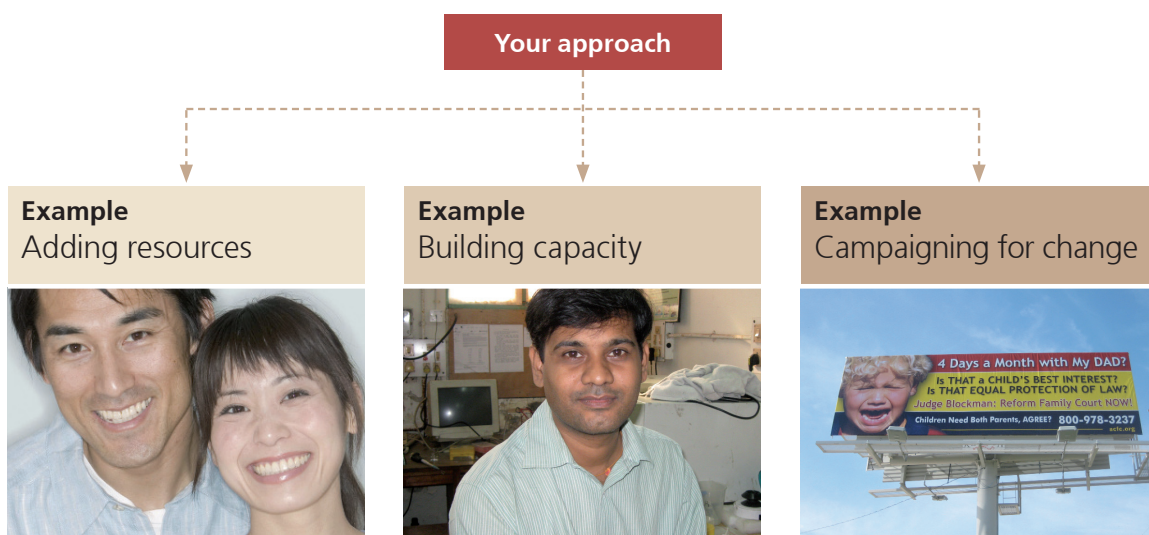 Your approach
Example
Adding resources
Example
Building capacity
Example
Campaigning for change
4 Days a Month with My DAD?
Is THAT a CHILD'S BEST INTEREST?
Is THAT EQUAL PROTECTION OF LAW?
Judge Blockman: Reform Family Court NOW!
Children Need Both Parents, AGREE? 800-978-3237
acfc.org